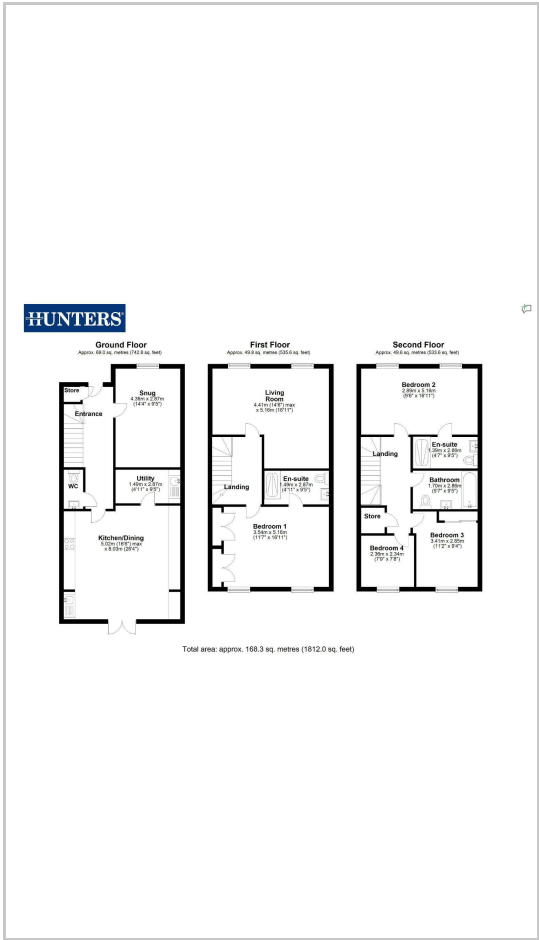 HUNTERS
Ground Floor
Approx. 69.0 sq. metres (742.8 sq. feet)
Store
Entrance
Snug
4.36m x 2.87m
(14'4" x 9'5")
WC
Utility
1.49m x 2.87m
(4'11" x 9'5")
Kitchen/Dining
5.02m (16'6") max
x 8.03m (26'4")
First Floor
Approx. 49.8 sq. metres (535.6 sq. feet)
Living
Room
4.41m (14'6") max
x 5.16m (16'11")
Landing
En-suite
1.49m x 2.87m
(4'11" x 9'5")
Bedroom 1
3.54m x 5.16m
(11'7" x 16'11")
Second Floor
Approx. 49.6 sq. metres (533.6 sq. feet)
Bedroom 2
2.89m x 5.16m
(9'6" x 16'11")
Landing
En-suite
1.39m x 2.86m
(4'7" x 9'5")
Bathroom
1.70m x 2.86m
(5'7" x 9'5")
Store
Bedroom 4
2.36m x 2.34m
(7'9" x 7'8")
Bedroom 3
3.41m x 2.85m
(11'2" x 9'4")
Total area: approx. 168.3 sq. metres (1812.0 sq. feet)